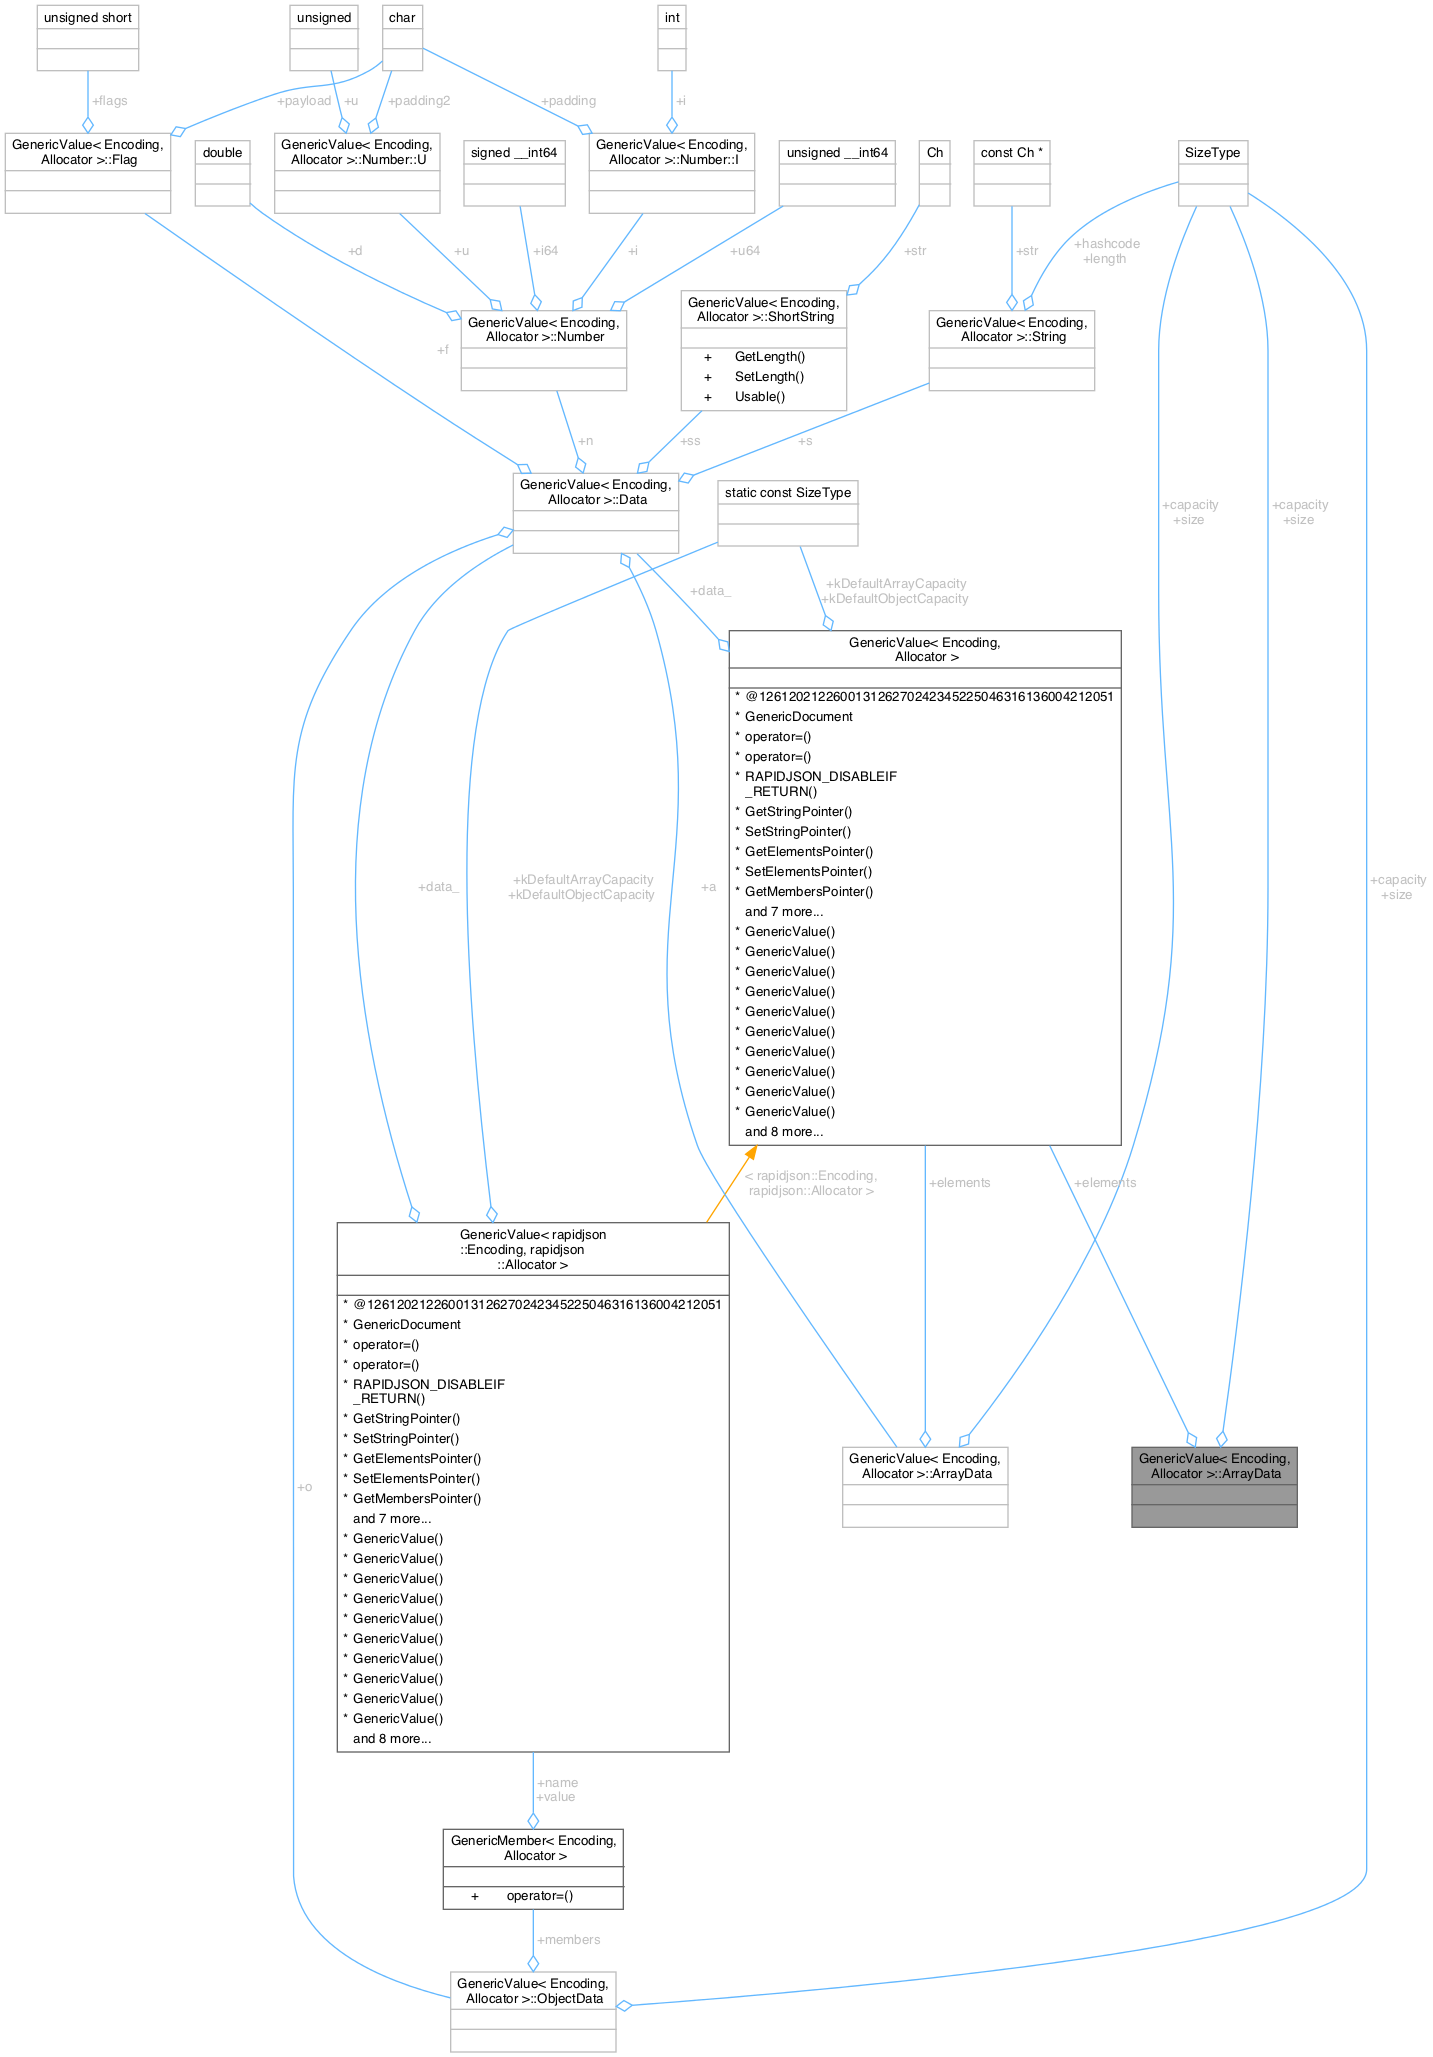 unsigned short
unsigned
char
int
+flags
+payload
+u
+padding2
+padding
+i
GenericValue< Encoding,
Allocator >::Flag
double
GenericValue< Encoding,
Allocator >::Number::U
signed __int64
GenericValue< Encoding,
Allocator >::Number::I
unsigned __int64
Ch
const Ch *
SizeType
+d
+u
+i64
+i
+u64
+str
+str
+hashcode
+length
+f
GenericValue< Encoding,
Allocator >::Number
GenericValue< Encoding,
Allocator >::ShortString
+ GetLength()
+ SetLength()
+ Usable()
GenericValue< Encoding,
Allocator >::String
+n
+ss
+s
GenericValue< Encoding,
Allocator >::Data
static const SizeType
+capacity
+size
+capacity
+size
+data_
+kDefaultArrayCapacity
+kDefaultObjectCapacity
GenericValue< Encoding,
Allocator >
* @126120212260013126270242345225046316136004212051
* GenericDocument
* operator=()
* operator=()
* RAPIDJSON_DISABLEIF
_RETURN()
* GetStringPointer()
* SetStringPointer()
* GetElementsPointer()
* SetElementsPointer()
* GetMembersPointer()
and 7 more...
* GenericValue()
* GenericValue()
* GenericValue()
* GenericValue()
* GenericValue()
* GenericValue()
* GenericValue()
* GenericValue()
* GenericValue()
* GenericValue()
and 8 more...
+data_
+kDefaultArrayCapacity
+kDefaultObjectCapacity
+a
+capacity
+size
< rapidjson::Encoding,
rapidjson::Allocator >
+elements
+elements
GenericValue< rapidjson
::Encoding, rapidjson
::Allocator >
* @126120212260013126270242345225046316136004212051
* GenericDocument
* operator=()
* operator=()
* RAPIDJSON_DISABLEIF
_RETURN()
* GetStringPointer()
* SetStringPointer()
* GetElementsPointer()
* SetElementsPointer()
* GetMembersPointer()
and 7 more...
* GenericValue()
* GenericValue()
* GenericValue()
* GenericValue()
* GenericValue()
* GenericValue()
* GenericValue()
* GenericValue()
* GenericValue()
* GenericValue()
and 8 more...
GenericValue< Encoding,
Allocator >::ArrayData
GenericValue< Encoding,
Allocator >::ArrayData
+o
+name
+value
GenericMember< Encoding,
Allocator >
+ operator=()
+members
GenericValue< Encoding,
Allocator >::ObjectData